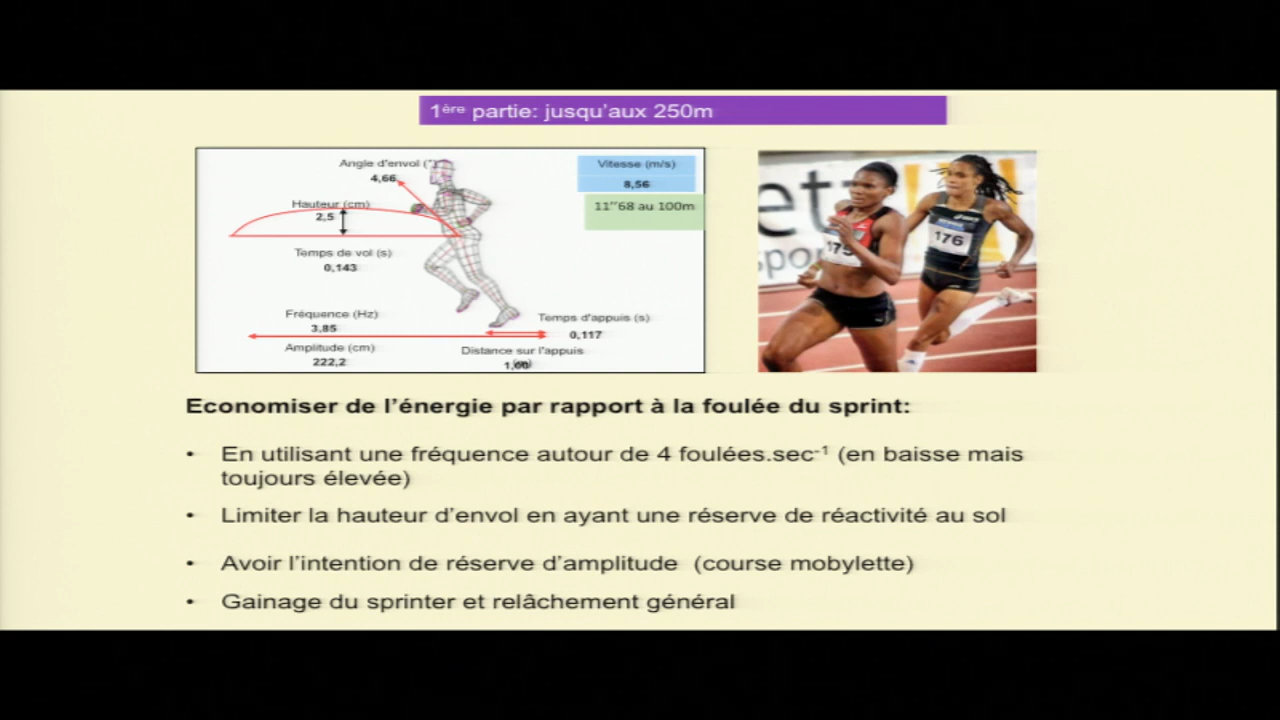 1ère partie: jusqu'aux 250m
Angle d'envol (°)
4,66
Vitesse (m/s)
8,56
11"68 au 100m
Hauteur (cm)
2,5
Temps de vol (s)
0,143
Fréquence (Hz)
3,85
Temps d'appuis (s)
0,117
Amplitude (cm)
222,2
Distance sur l'appuis
(m)
1,00
175
176
Economiser de l'énergie par rapport à la foulée du sprint:
• En utilisant une fréquence autour de 4 foulées.sec-1 (en baisse mais
toujours élevée)
• Limiter la hauteur d'envol en ayant une réserve de réactivité au sol
• Avoir l'intention de réserve d'amplitude (course mobylette)
• Gainage du sprinter et relâchement général